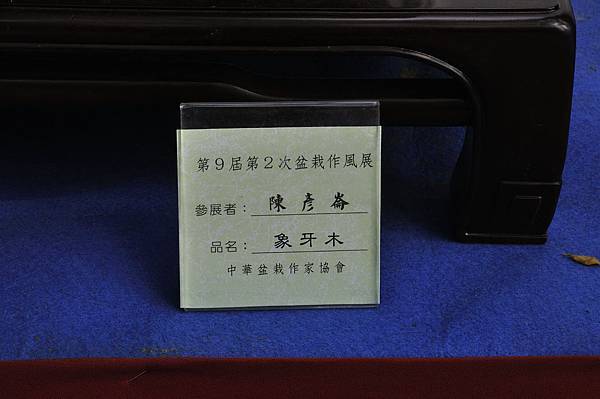 第9屆第2次盆栽作風展
參展者：陳彥崙
品名：象牙木
中華盆栽作家協會